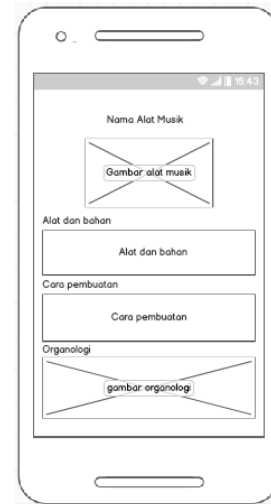 15:43
Nama Alat Musik
Gambar alat musik
Alat dan bahan
Alat dan bahan
Cara pembuatan
Cara pembuatan
Organologi
gambar organologi